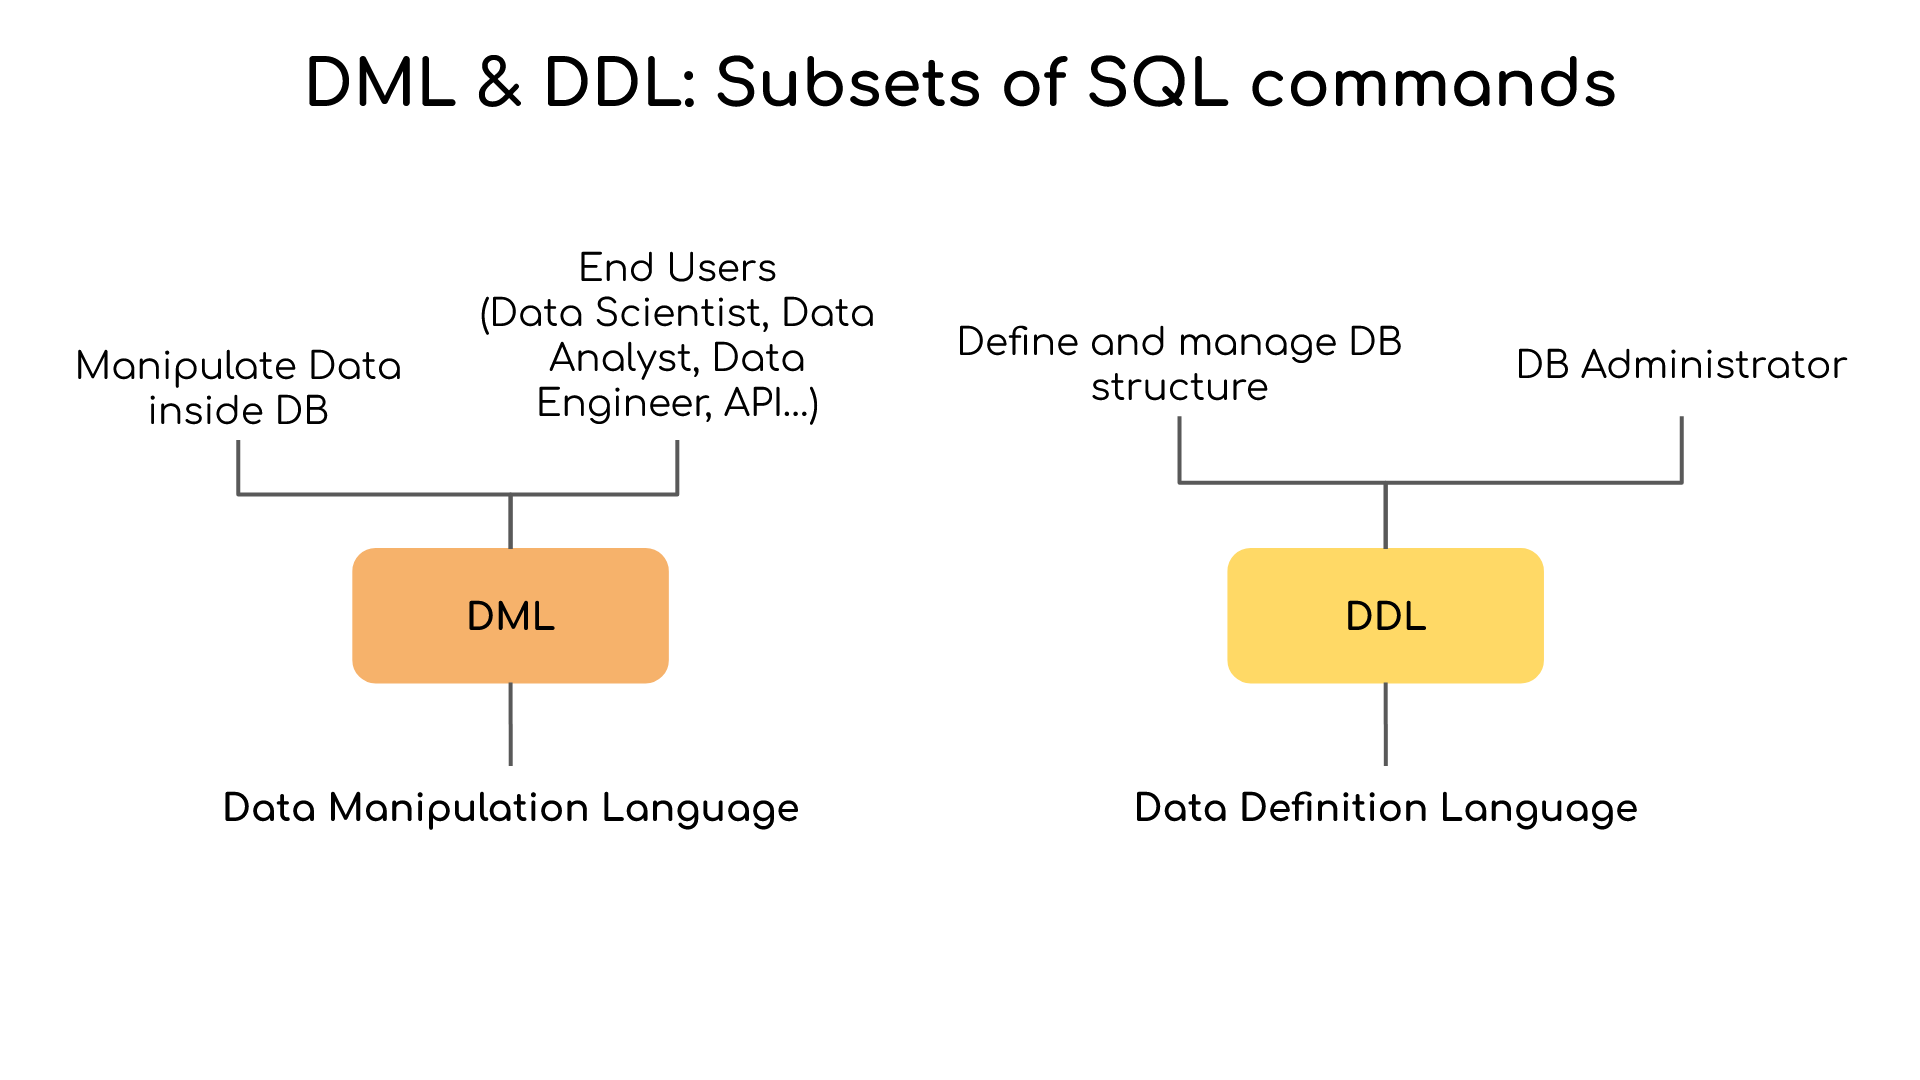 DML & DDL: Subsets of SQL commands
Manipulate Data
inside DB
End Users
(Data Scientist, Data
Analyst, Data
Engineer, API...)
Define and manage DB
structure
DB Administrator
DML
DDL
Data Manipulation Language
Data Definition Language